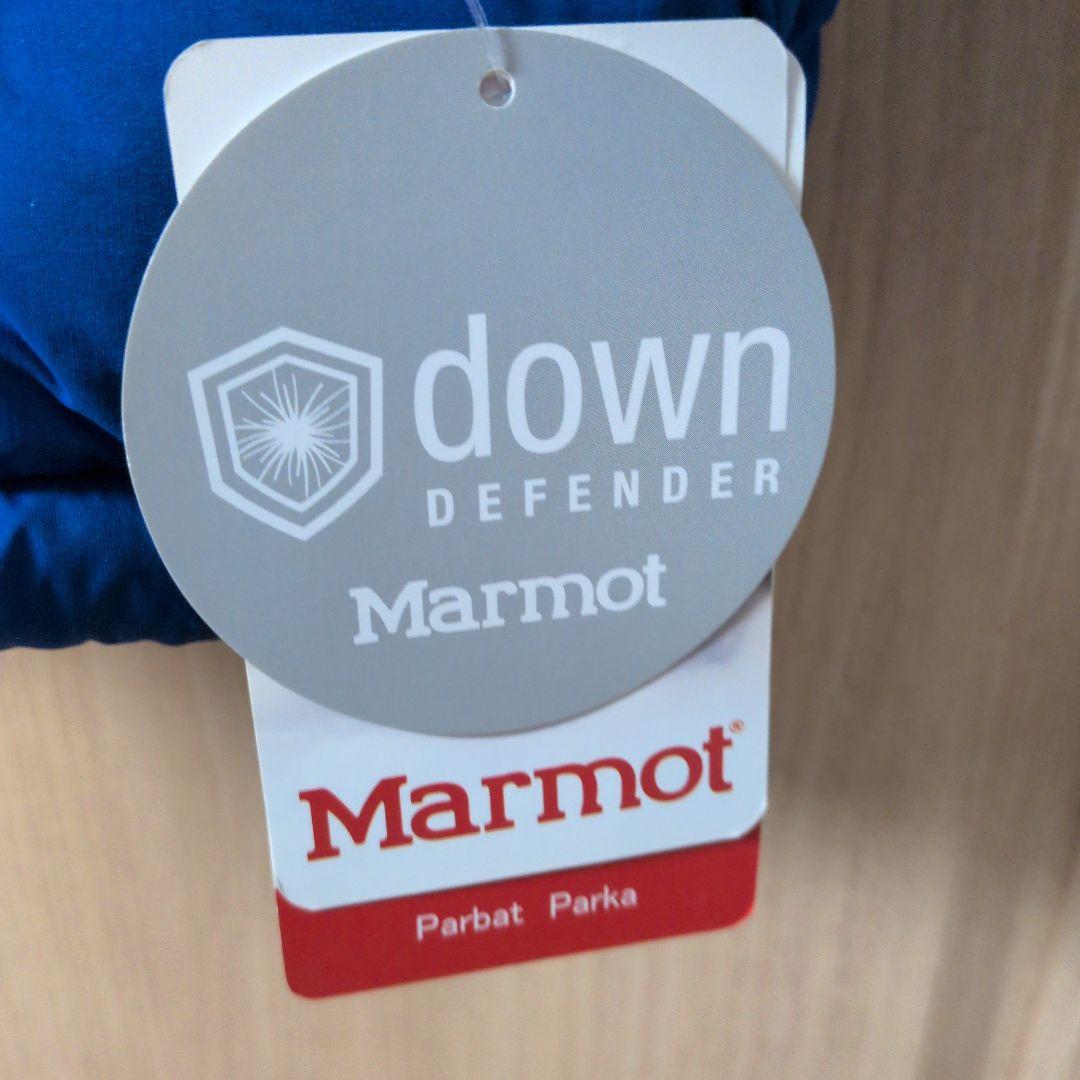 down
DEFENDER
Marmot
Marmot®
Parbat Parka